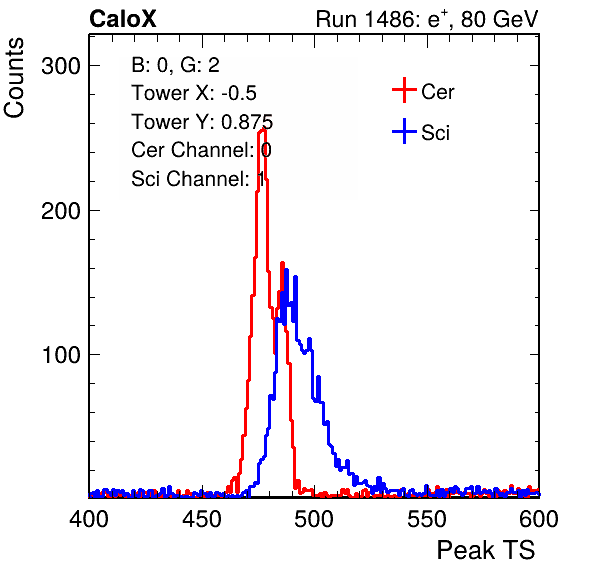 CaloX
Run 1486: e+, 80 GeV
Counts
B: 0, G: 2
Tower X: -0.5
Tower Y: 0.875
Cer Channel: 0
Sci Channel: 1
Cer
Sci
300
200
100
400 450 500 550 600
Peak TS